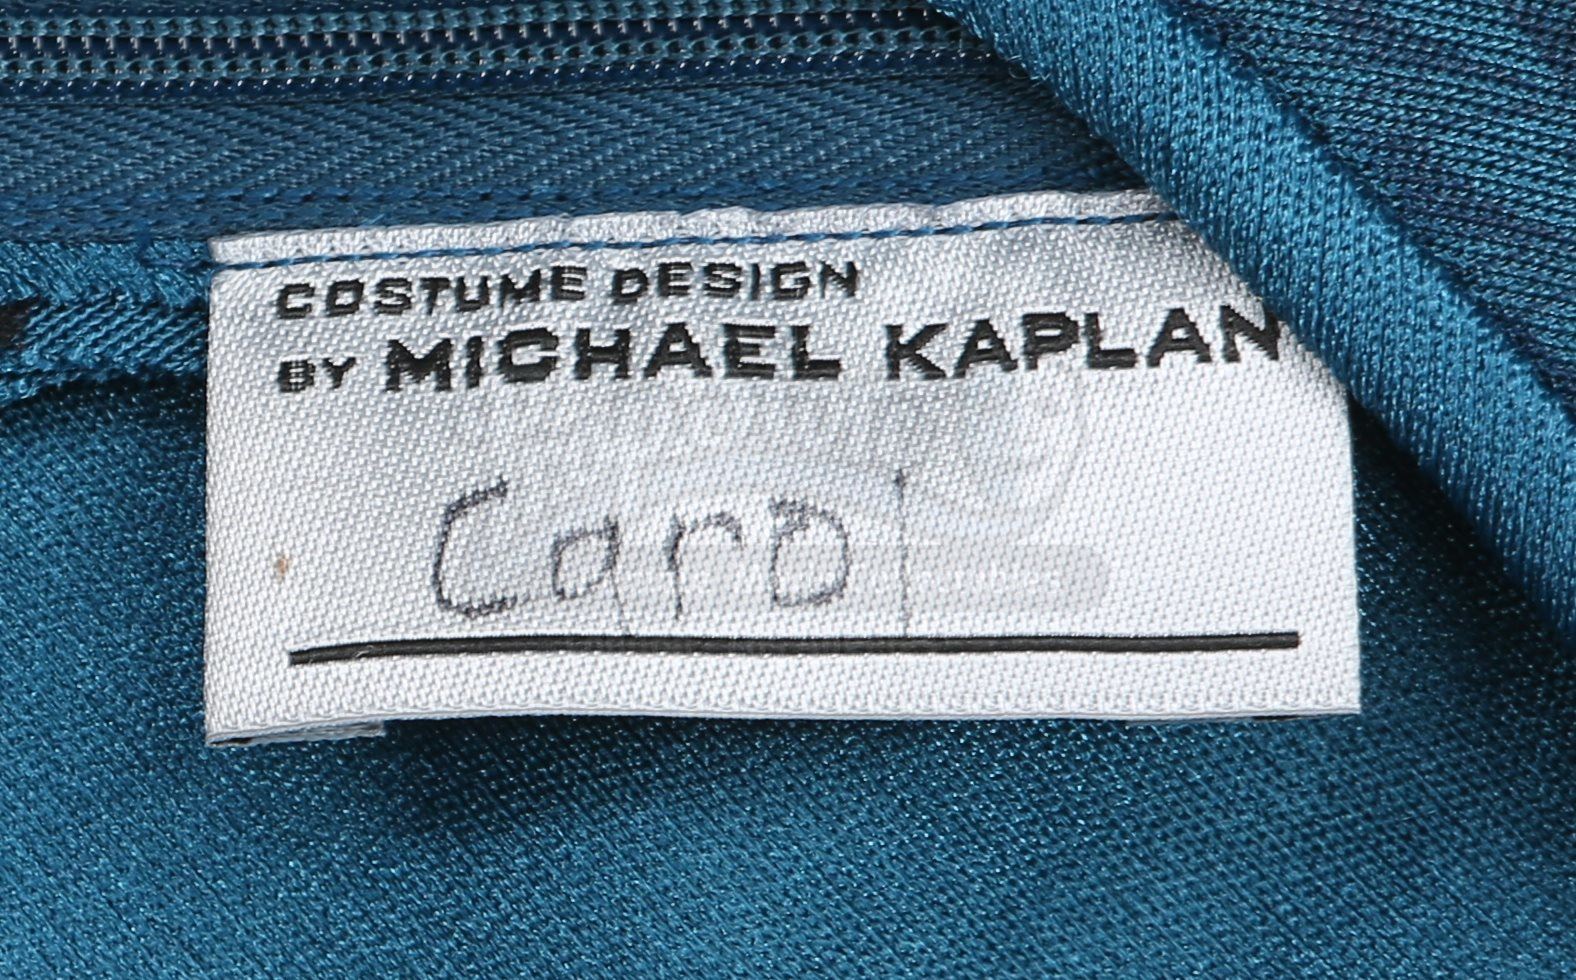 COSTUME DESIGN
BY MICHAEL KAPLAN
Carol